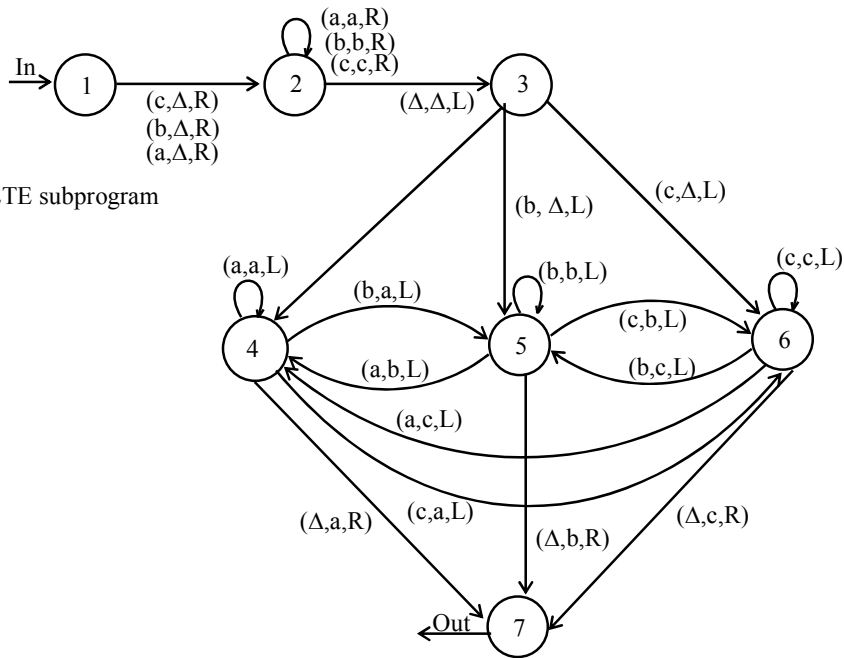 (a,a,R)
(b,b,R)
(c,c,R)
In
1
2
3
(c,Δ,R)
(b,Δ,R)
(a,Δ,R)
(Δ,Δ,L)
TE subprogram
(b, Δ,L)
(c,Δ,L)
(a,a,L)
(b,a,L)
(b,b,L)
(c,b,L)
(c,c,L)
4
5
6
(a,b,L)
(b,c,L)
(a,c,L)
(Δ,a,R)
(c,a,L)
(Δ,b,R)
(Δ,c,R)
Out
7